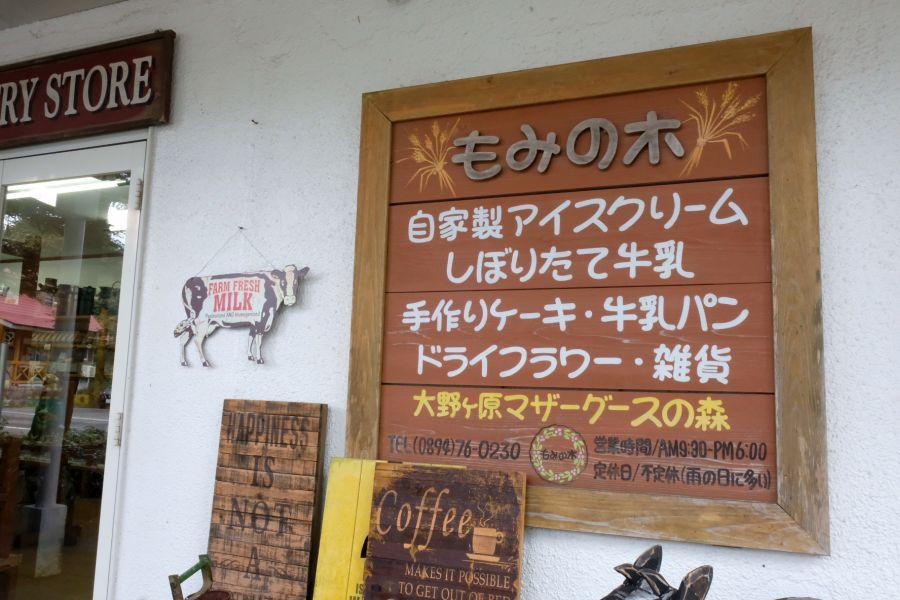 RY STORE
もみの木
自家製アイスクリーム
しぼりたて牛乳
手作りケーキ・牛乳パン
ドライフラワー・雑貨
大野ヶ原マザーグースの森
TEL(0894)76-0230
もみの木
営業時間/AM9:30-PM6:00
定休日/不定休(雨の日に多い)
FARM FRESH
MILK
Pasteurized AND Homogenized
HAPPINESS
IS
NOT
A
Coffee
MAKES IT POSSIBLE
TO GET OUT OF BED